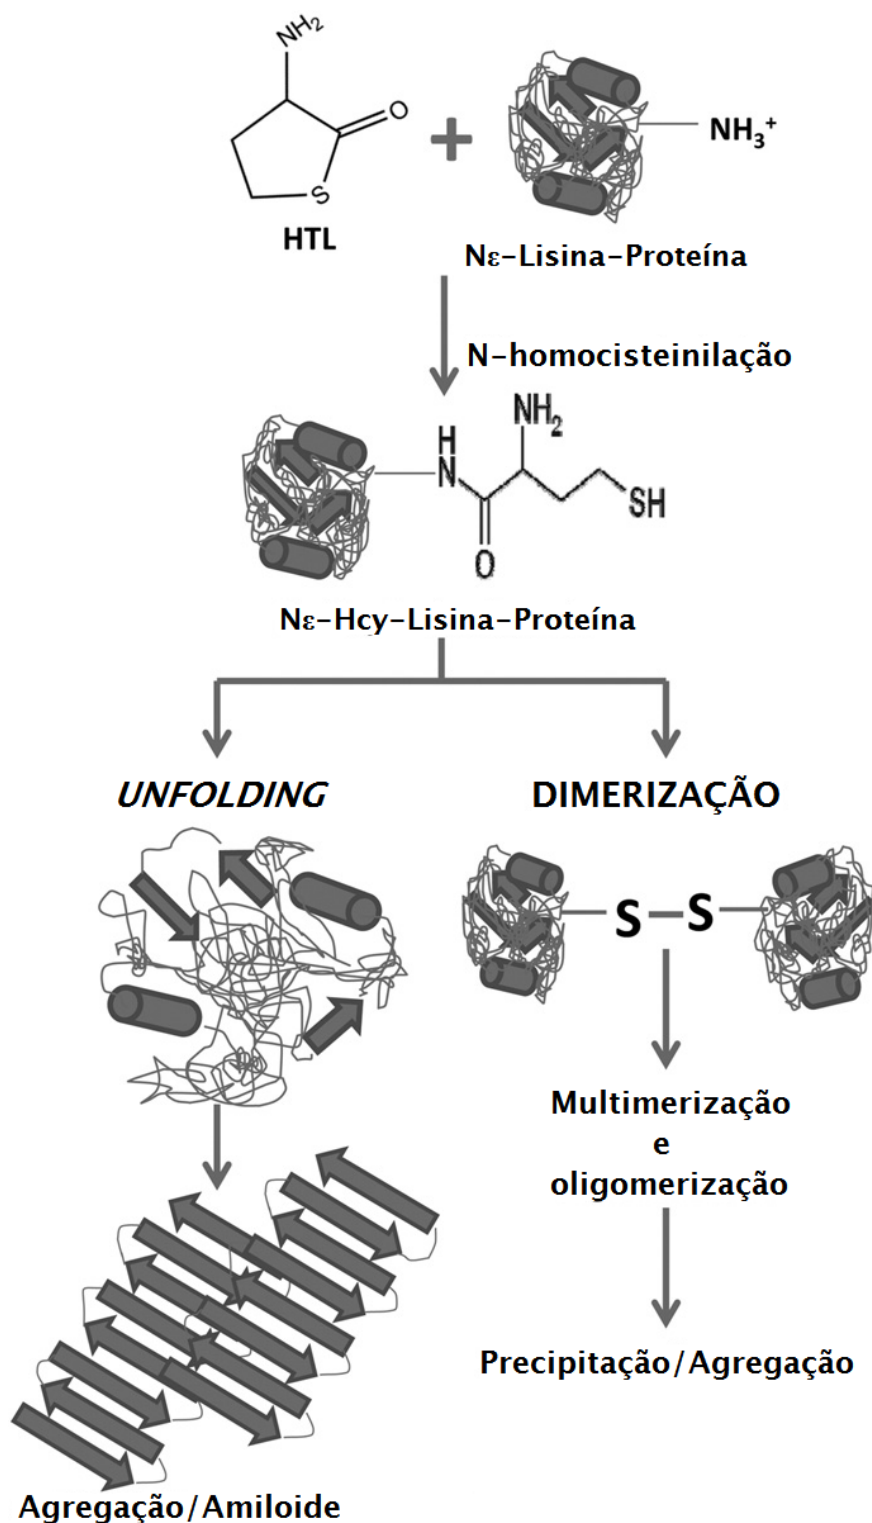 NH₂
O
S
HTL
+
NH₃⁺
Nε-Lisina-Proteína
N-homocisteinilação
H
N
NH₂
SH
O
Nε-Hcy-Lisina-Proteína
UNFOLDING
DIMERIZAÇÃO
S–S
Multimerização
e
oligomerização
Precipitação/Agregação
Agregação/Amiloide